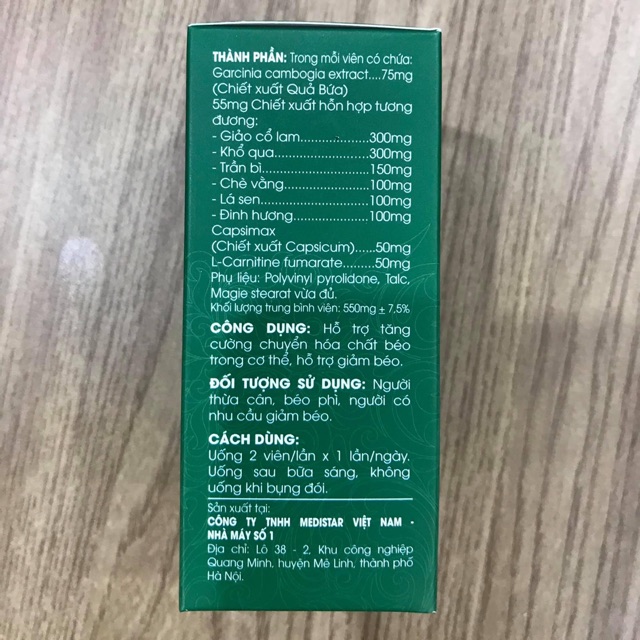 THÀNH PHẦN: Trong mỗi viên có chứa:
Garcinia cambogia extract....75mg
(Chiết xuất Quả Bứa)
55mg Chiết xuất hỗn hợp tương
đương:
- Giảo cổ lam....................300mg
- Khổ qua.........................300mg
- Trần bì............................150mg
- Chè vằng.......................100mg
- Lá sen............................100mg
- Đinh hương...................100mg
Capsimax
(Chiết xuất Capsicum)......50mg
L-Carnitine fumarate.........50mg
Phụ liệu: Polyvinyl pyrolidone, Talc,
Magie stearat vừa đủ.
Khối lượng trung bình viên: 550mg ± 7.5%
CÔNG DỤNG: Hỗ trợ tăng
cường chuyển hóa chất béo
trong cơ thể, hỗ trợ giảm béo.
ĐỐI TƯỢNG SỬ DỤNG: Người
thừa cân, béo phì, người có
nhu cầu giảm béo.
CÁCH DÙNG:
Uống 2 viên/lần x 1 lần/ngày.
Uống sau bữa sáng, không
uống khi bụng đói.
Sản xuất tại:
CÔNG TY TNHH MEDISTAR VIỆT NAM -
NHÀ MÁY SỐ 1
Địa chỉ: Lô 38 - 2, Khu công nghiệp
Quang Minh, huyện Mê Linh, thành phố
Hà Nội.